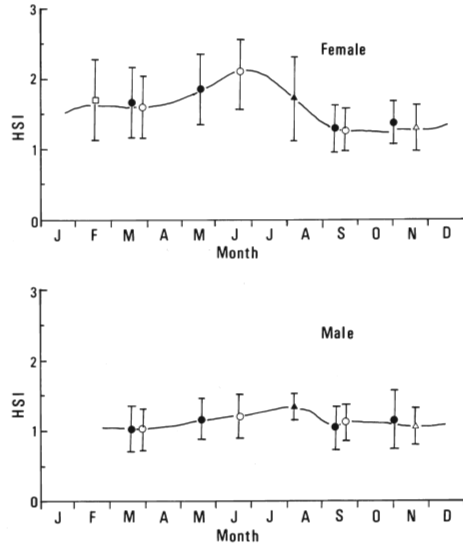 3
Female
2
HSI
1
0
J F M A M J J A S O N D
Month
3
Male
2
HSI
1
0
J F M A M J J A S O N D
Month